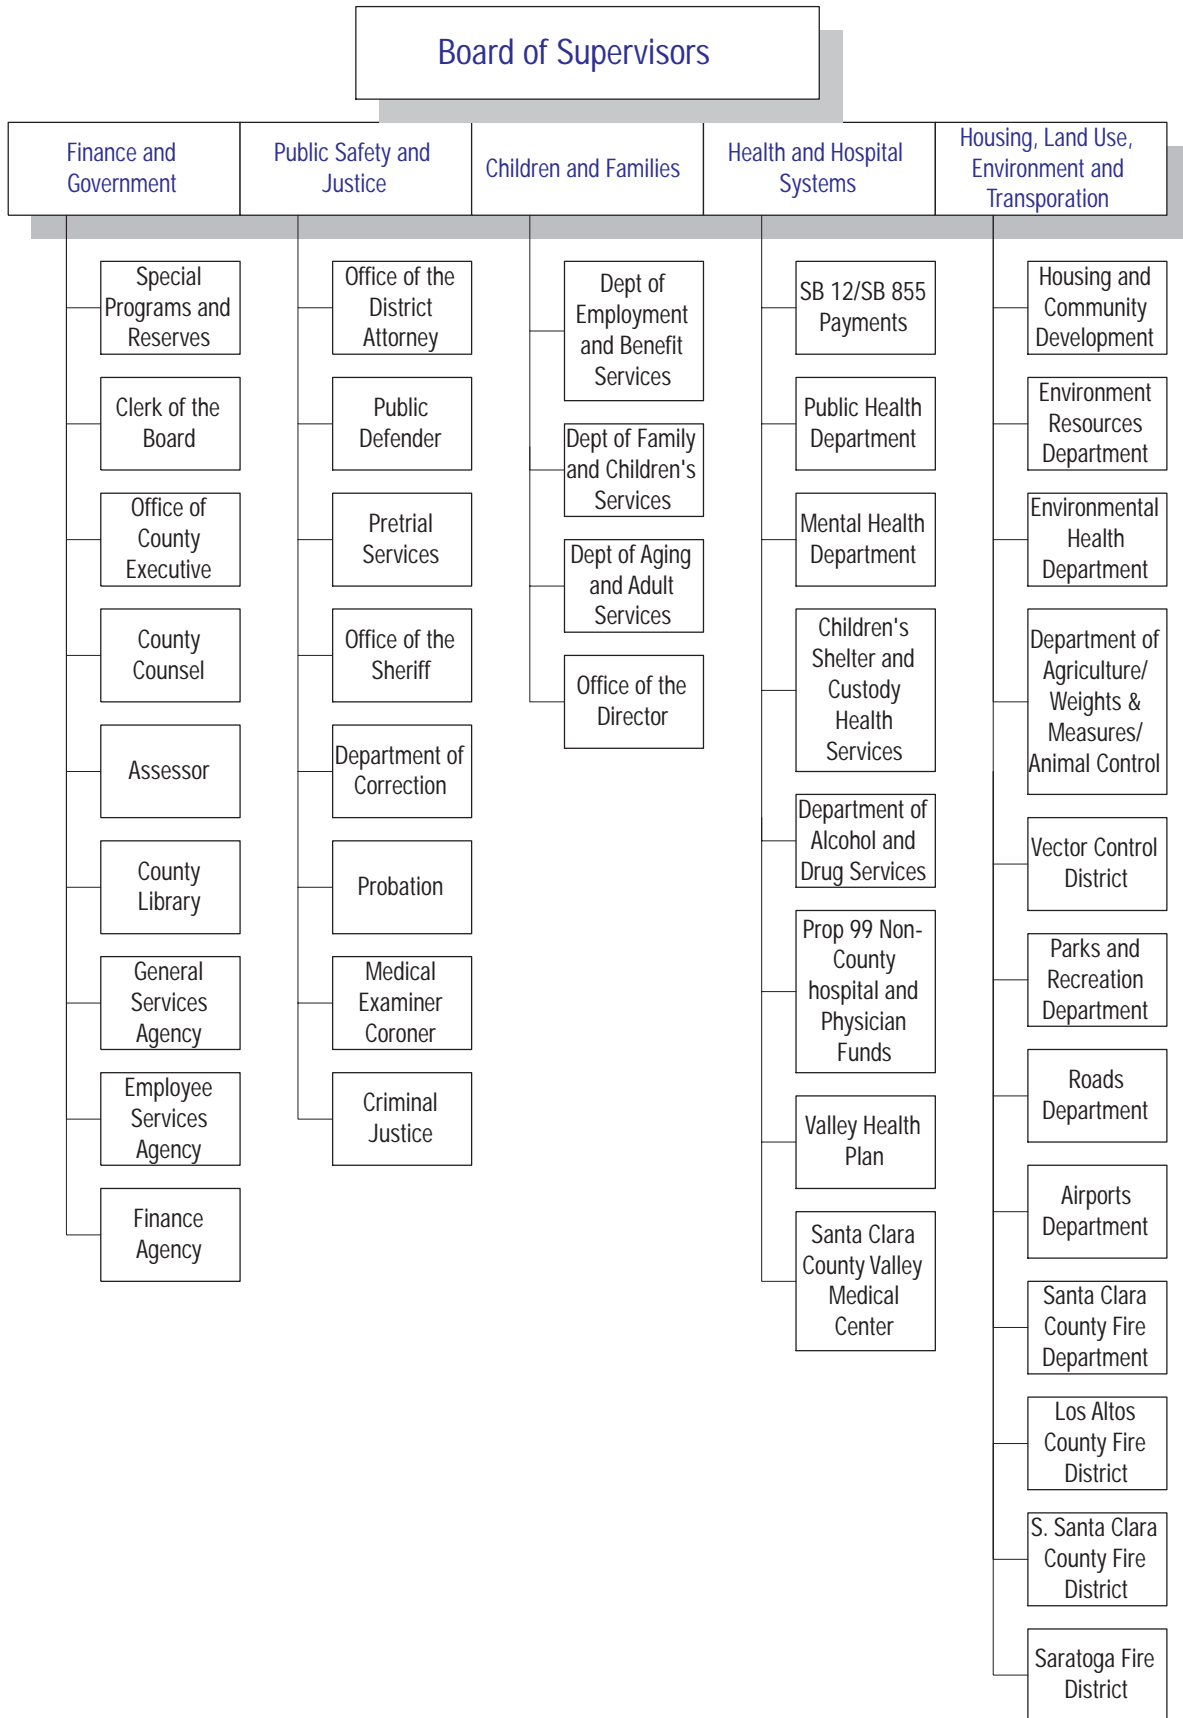 Board of Supervisors
Finance and
Government
Public Safety and
Justice
Children and Families
Health and Hospital
Systems
Housing, Land Use,
Environment and
Transporation
Special
Programs and
Reserves
Clerk of the
Board
Office of
County
Executive
County
Counsel
Assessor
County
Library
General
Services
Agency
Employee
Services
Agency
Finance
Agency
Office of the
District
Attorney
Public
Defender
Pretrial
Services
Office of the
Sheriff
Department of
Correction
Probation
Medical
Examiner
Coroner
Criminal
Justice
Dept of
Employment
and Benefit
Services
Dept of Family
and Children's
Services
Dept of Aging
and Adult
Services
Office of the
Director
SB 12/SB 855
Payments
Public Health
Department
Mental Health
Department
Children's
Shelter and
Custody
Health
Services
Department of
Alcohol and
Drug Services
Prop 99 Non-
County
hospital and
Physician
Funds
Valley Health
Plan
Santa Clara
County Valley
Medical
Center
Housing and
Community
Development
Environment
Resources
Department
Environmental
Health
Department
Department of
Agriculture/
Weights &
Measures/
Animal Control
Vector Control
District
Parks and
Recreation
Department
Roads
Department
Airports
Department
Santa Clara
County Fire
Department
Los Altos
County Fire
District
S. Santa Clara
County Fire
District
Saratoga Fire
District